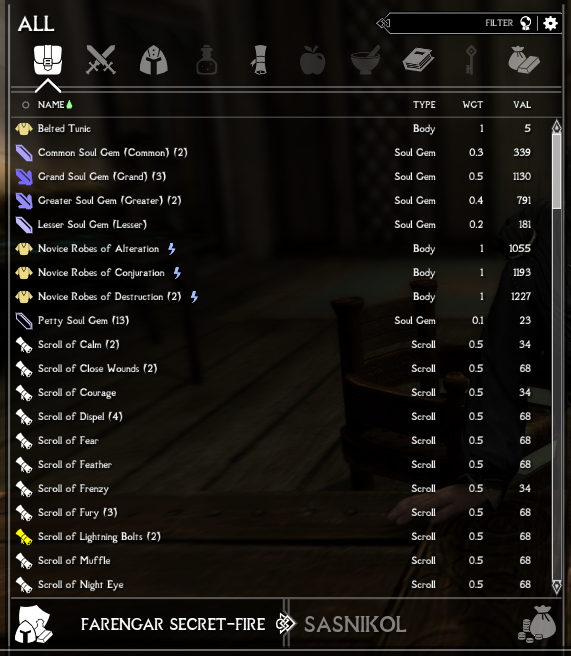 ALL
FILTER
NAME TYPE WGT VAL
Belted Tunic Body 1 5
Common Soul Gem (Common) (2) Soul Gem 0.3 339
Grand Soul Gem (Grand) (3) Soul Gem 0.5 1130
Greater Soul Gem (Greater) (2) Soul Gem 0.4 791
Lesser Soul Gem (Lesser) Soul Gem 0.2 181
Novice Robes of Alteration Body 1 1055
Novice Robes of Conjuration Body 1 1193
Novice Robes of Destruction (2) Body 1 1227
Petty Soul Gem (13) Soul Gem 0.1 23
Scroll of Calm (2) Scroll 0.5 34
Scroll of Close Wounds (2) Scroll 0.5 68
Scroll of Courage Scroll 0.5 34
Scroll of Dispel (4) Scroll 0.5 68
Scroll of Fear Scroll 0.5 68
Scroll of Feather Scroll 0.5 68
Scroll of Frenzy Scroll 0.5 34
Scroll of Fury (3) Scroll 0.5 68
Scroll of Lightning Bolts (2) Scroll 0.5 68
Scroll of Muffle Scroll 0.5 68
Scroll of Night Eye Scroll 0.5 68
FARENGAR SECRET-FIRE SASNIKOL